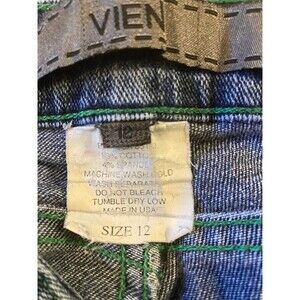 VIEN
12
COTTON
4% SPANDEX
MACHINE WASH COLD
WASH SEPARATELY
DO NOT BLEACH
TUMBLE DRY LOW
MADE IN USA
SIZE 12